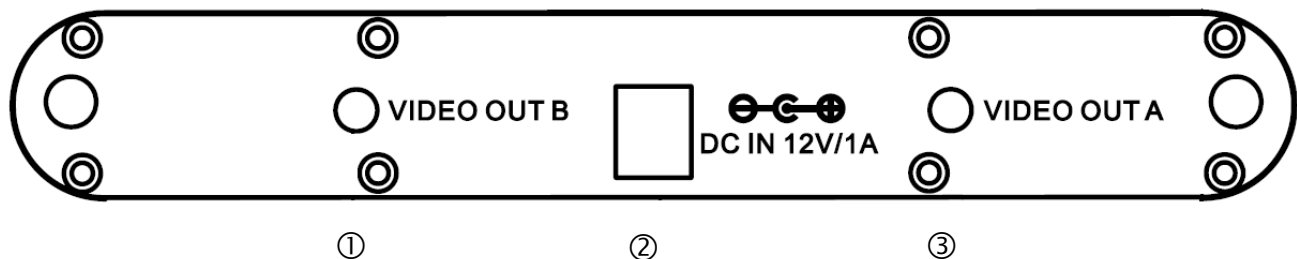 VIDEO OUT B
DC IN 12V/1A
VIDEO OUT A
① ② ③